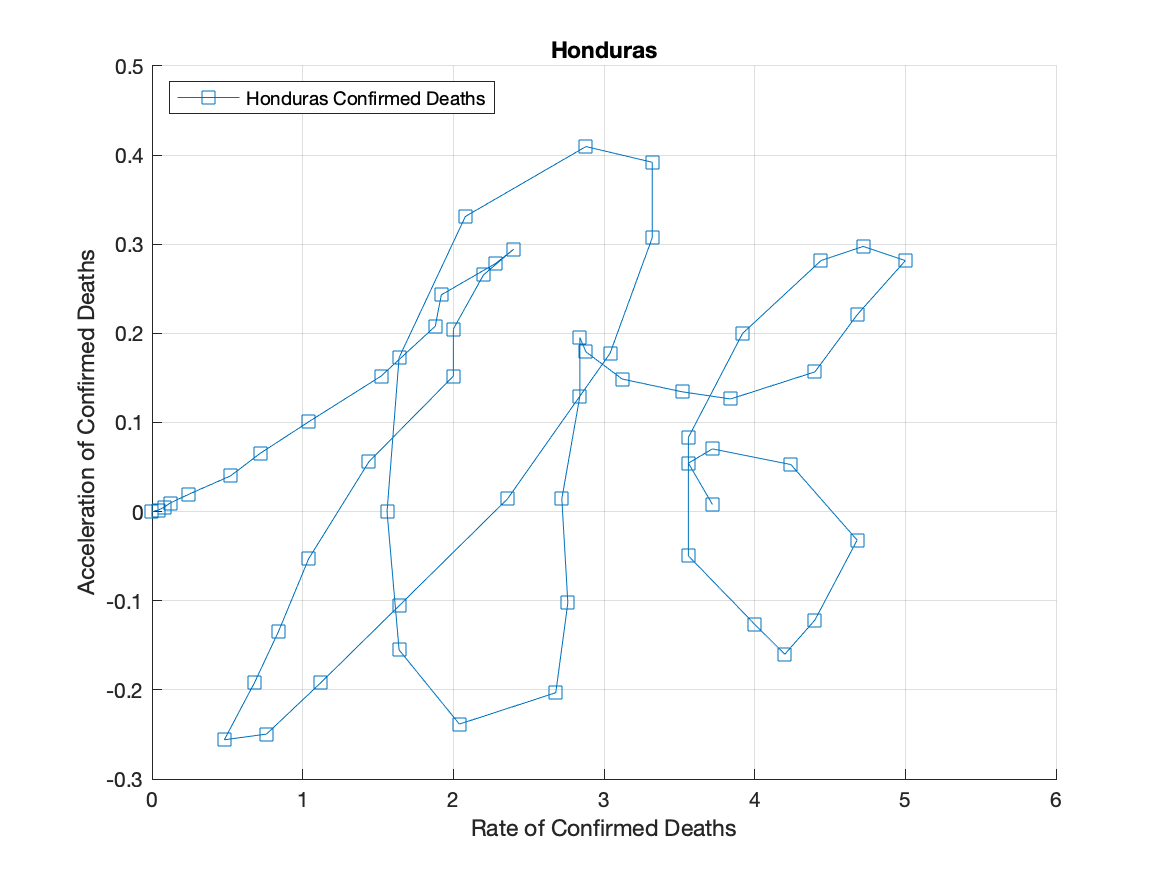 Honduras
0.5
Honduras Confirmed Deaths
0.4
0.3
0.2
0.1
0
-0.1
-0.2
-0.3
Acceleration of Confirmed Deaths
0 1 2 3 4 5 6
Rate of Confirmed Deaths